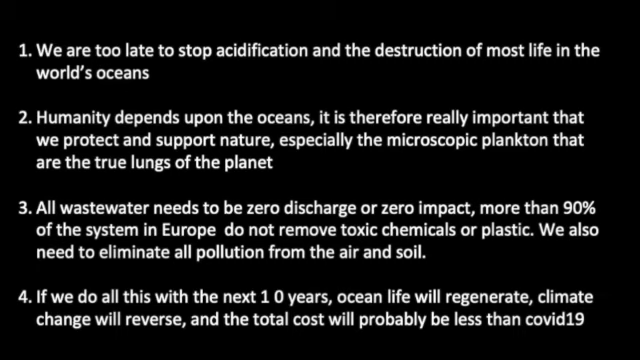 1. We are too late to stop acidification and the destruction of most life in the
world's oceans
2. Humanity depends upon the oceans, it is therefore really important that
we protect and support nature, especially the microscopic plankton that
are the true lungs of the planet
3. All wastewater needs to be zero discharge or zero impact, more than 90%
of the system in Europe do not remove toxic chemicals or plastic. We also
need to eliminate all pollution from the air and soil.
4. If we do all this with the next 1 0 years, ocean life will regenerate, climate
change will reverse, and the total cost will probably be less than covid19